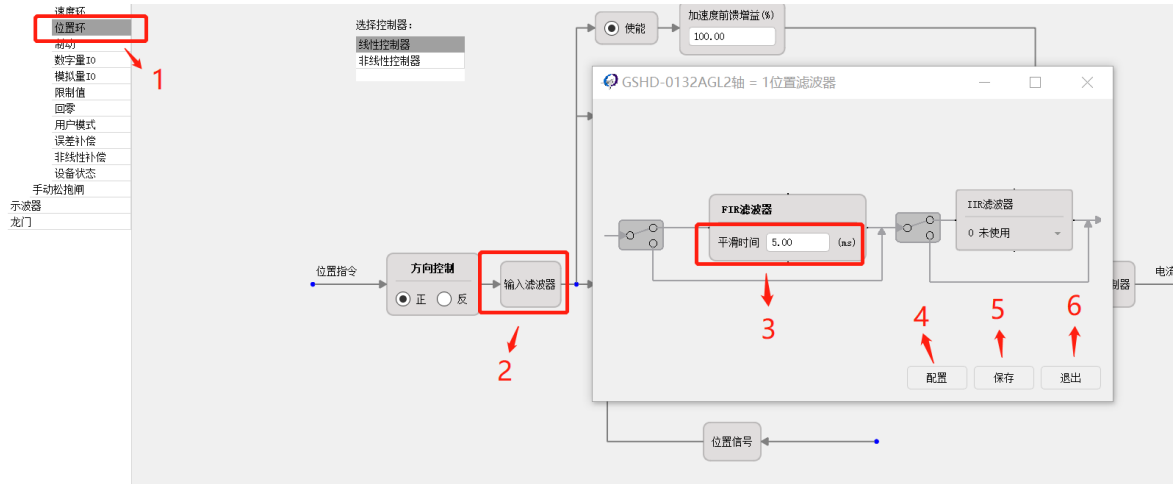 速度环
位置环
制动
数字量IO
模拟量IO
限制值
回零
用户模式
误差补偿
非线性补偿
设备状态
手动松抱闸
示波器
龙门
1
选择控制器:
线性控制器
非线性控制器
使能
加速度前馈增益(%)
100.00
GSHD-0132AGL2轴 = 1位置滤波器
FIR滤波器
平滑时间 5.00 (ms)
IIR滤波器
0 未使用
3
4
5
6
配置
保存
退出
位置指令
方向控制
正 反
输入滤波器
2
制器
电流
位置信号